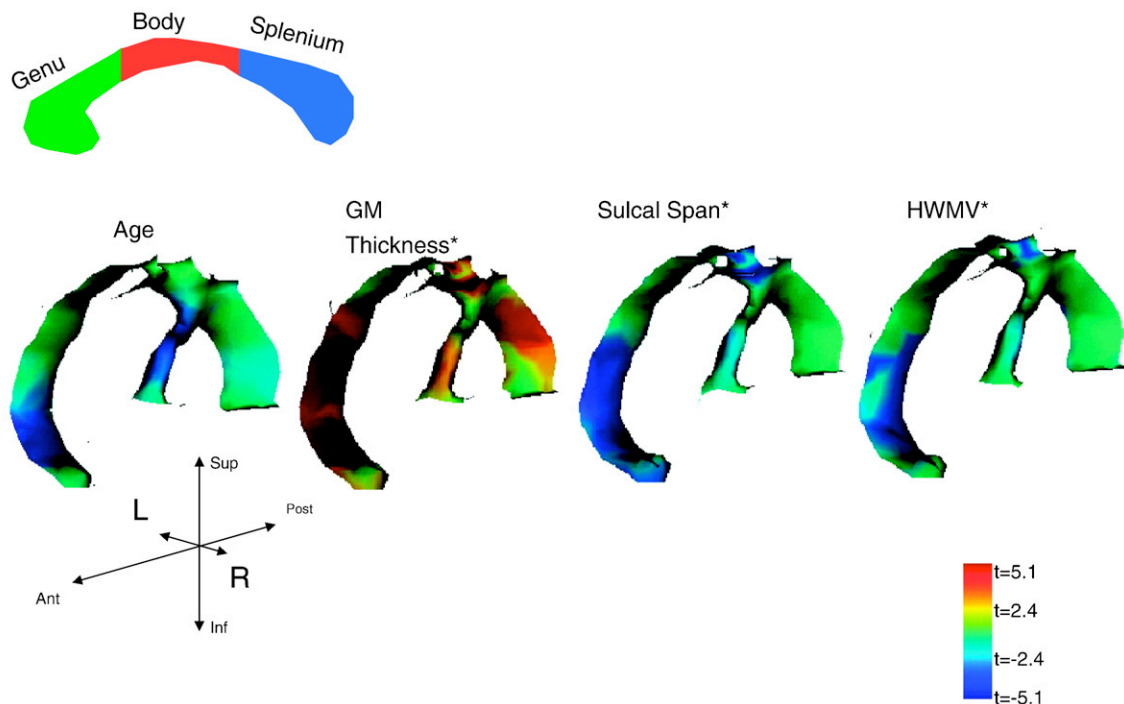 Body
Splenium
Genu
Age
GM
Thickness*
Sulcal Span*
HWMV*
Sup
L
Post
R
Ant
Inf
t=5.1
t=2.4
t=-2.4
t=-5.1